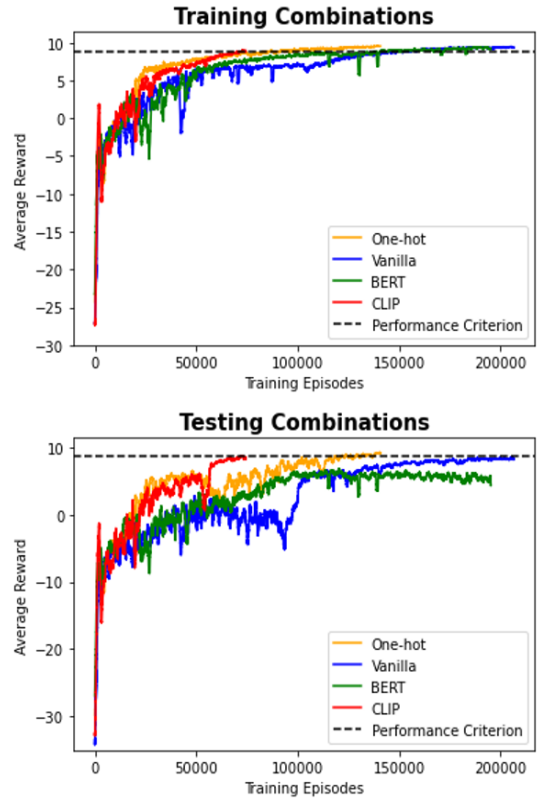 Training Combinations
10
5
0
−5
−10
−15
−20
−25
−30
Average Reward
One-hot
Vanilla
BERT
CLIP
Performance Criterion
0 50000 100000 150000 200000
Training Episodes
Testing Combinations
10
0
−10
−20
−30
Average Reward
One-hot
Vanilla
BERT
CLIP
Performance Criterion
0 50000 100000 150000 200000
Training Episodes